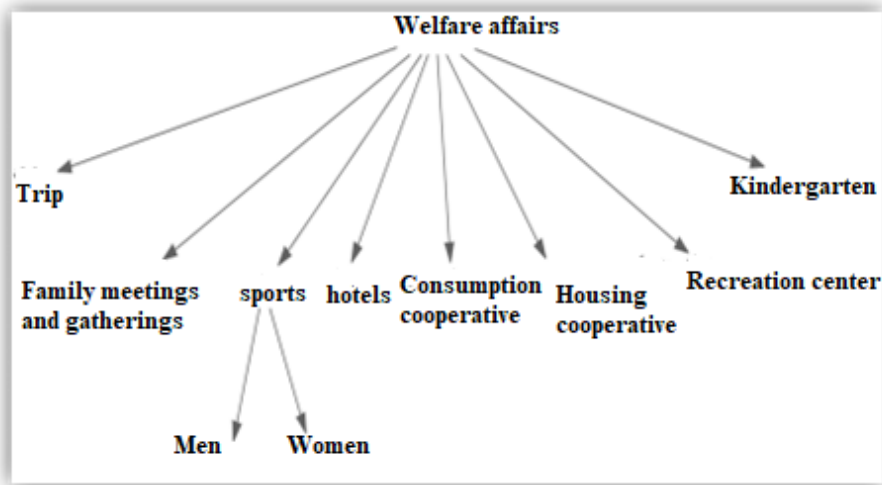 Welfare affairs
Trip
Kindergarten
Family meetings
and gatherings
sports
hotels
Consumption
cooperative
Housing
cooperative
Recreation center
Men
Women